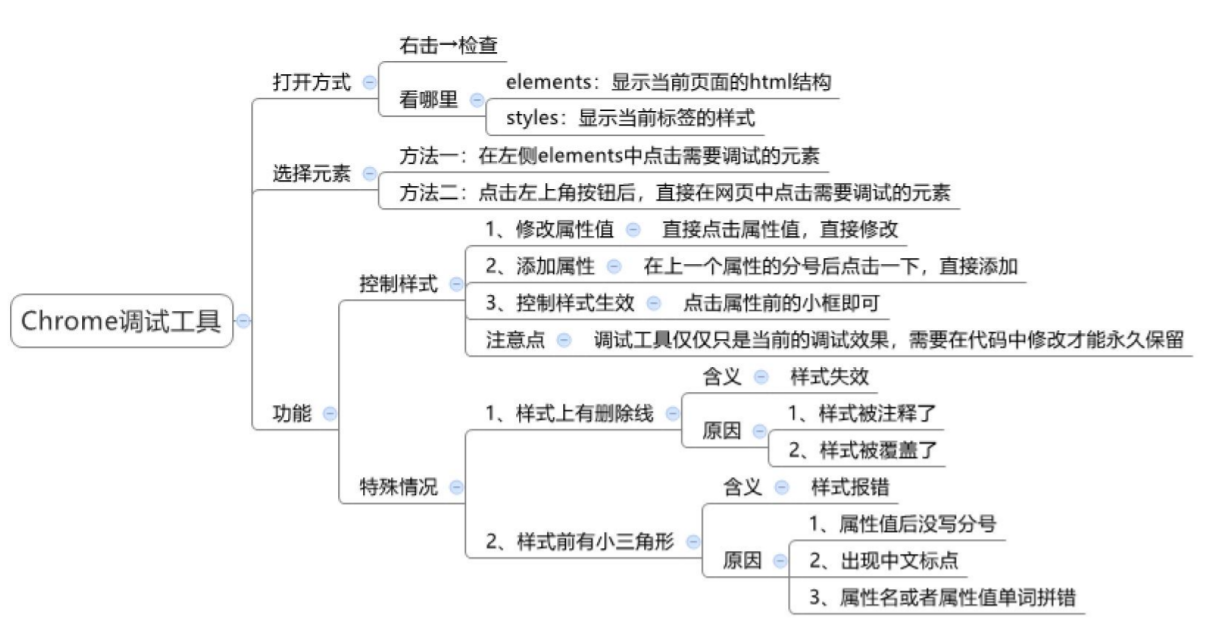 右击→检查
打开方式
elements：显示当前页面的html结构
看哪里
styles：显示当前标签的样式
方法一：在左侧elements中点击需要调试的元素
选择元素
方法二：点击左上角按钮后，直接在网页中点击需要调试的元素
1、修改属性值 直接点击属性值，直接修改
2、添加属性 在上一个属性的分号后点击一下，直接添加
控制样式
3、控制样式生效 点击属性前的小框即可
Chrome调试工具
注意点 调试工具仅仅只是当前的调试效果，需要在代码中修改才能永久保留
含义 样式失效
功能
1、样式上有删除线
1、样式被注释了
原因
2、样式被覆盖了
特殊情况
含义 样式报错
1、属性值后没写分号
2、样式前有小三角形
原因
2、出现中文标点
3、属性名或者属性值单词拼错